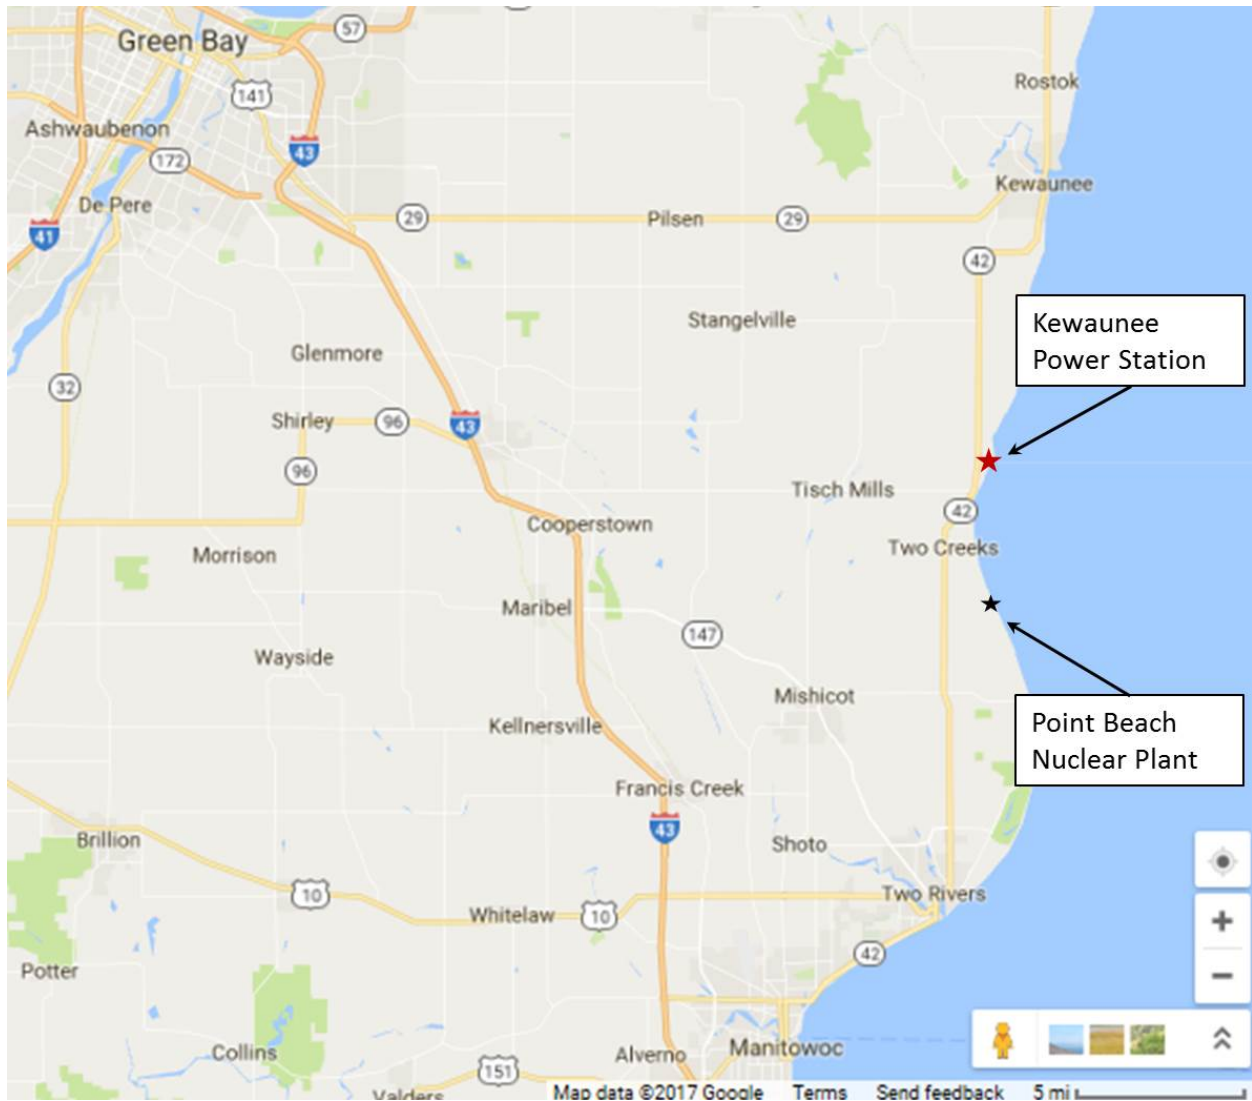 Green Bay
57
141
Rostok
Ashwaubenon
172
43
Kewaunee
De Pere
41
29
Pilsen
29
42
Kewaunee
Power Station
Stangelville
Glenmore
32
Shirley
96
43
96
Tisch Mills
42
Cooperstown
Two Creeks
Morrison
Maribel
147
Wayside
Mishicot
Point Beach
Nuclear Plant
Kellnersville
Francis Creek
43
Brillion
Shoto
10
Two Rivers
Whitelaw
10
42
Potter
Collins
Alverno
Manitowoc
151
Valders
Map data ©2017 Google
Terms
Send feedback
5 mi